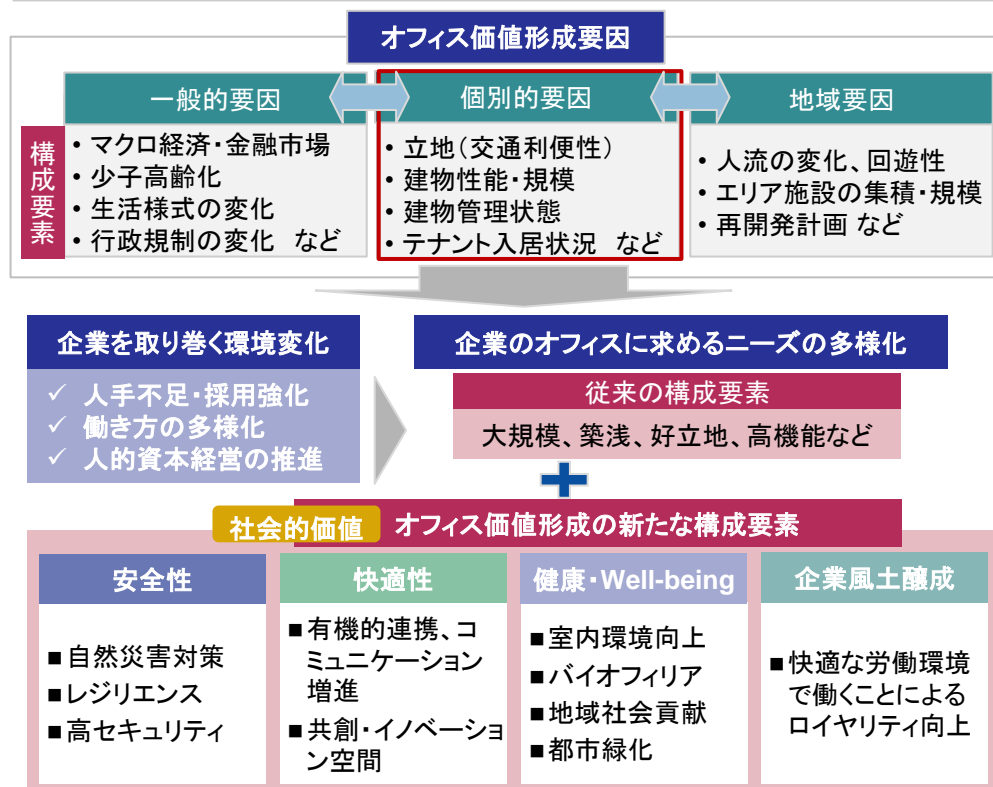 オフィス価値形成要因
一般的要因
個別的要因
地域要因
構成要素
• マクロ経済・金融市場
• 少子高齢化
• 生活様式の変化
• 行政規制の変化 など
• 立地（交通利便性）
• 建物性能・規模
• 建物管理状態
• テナント入居状況 など
• 人流の変化、回遊性
• エリア施設の集積・規模
• 再開発計画 など
企業を取り巻く環境変化
✓ 人手不足・採用強化
✓ 働き方の多様化
✓ 人的資本経営の推進
企業のオフィスに求めるニーズの多様化
従来の構成要素
大規模、築浅、好立地、高機能など
社会的価値
オフィス価値形成の新たな構成要素
安全性
■自然災害対策
■レジリエンス
■高セキュリティ
快適性
■有機的連携、コ
ミュニケーション
増進
■共創・イノベーショ
ン空間
健康・Well-being
■室内環境向上
■バイオフィリア
■地域社会貢献
■都市緑化
企業風土醸成
■快適な労働環境
で働くことによる
ロイヤリティ向上